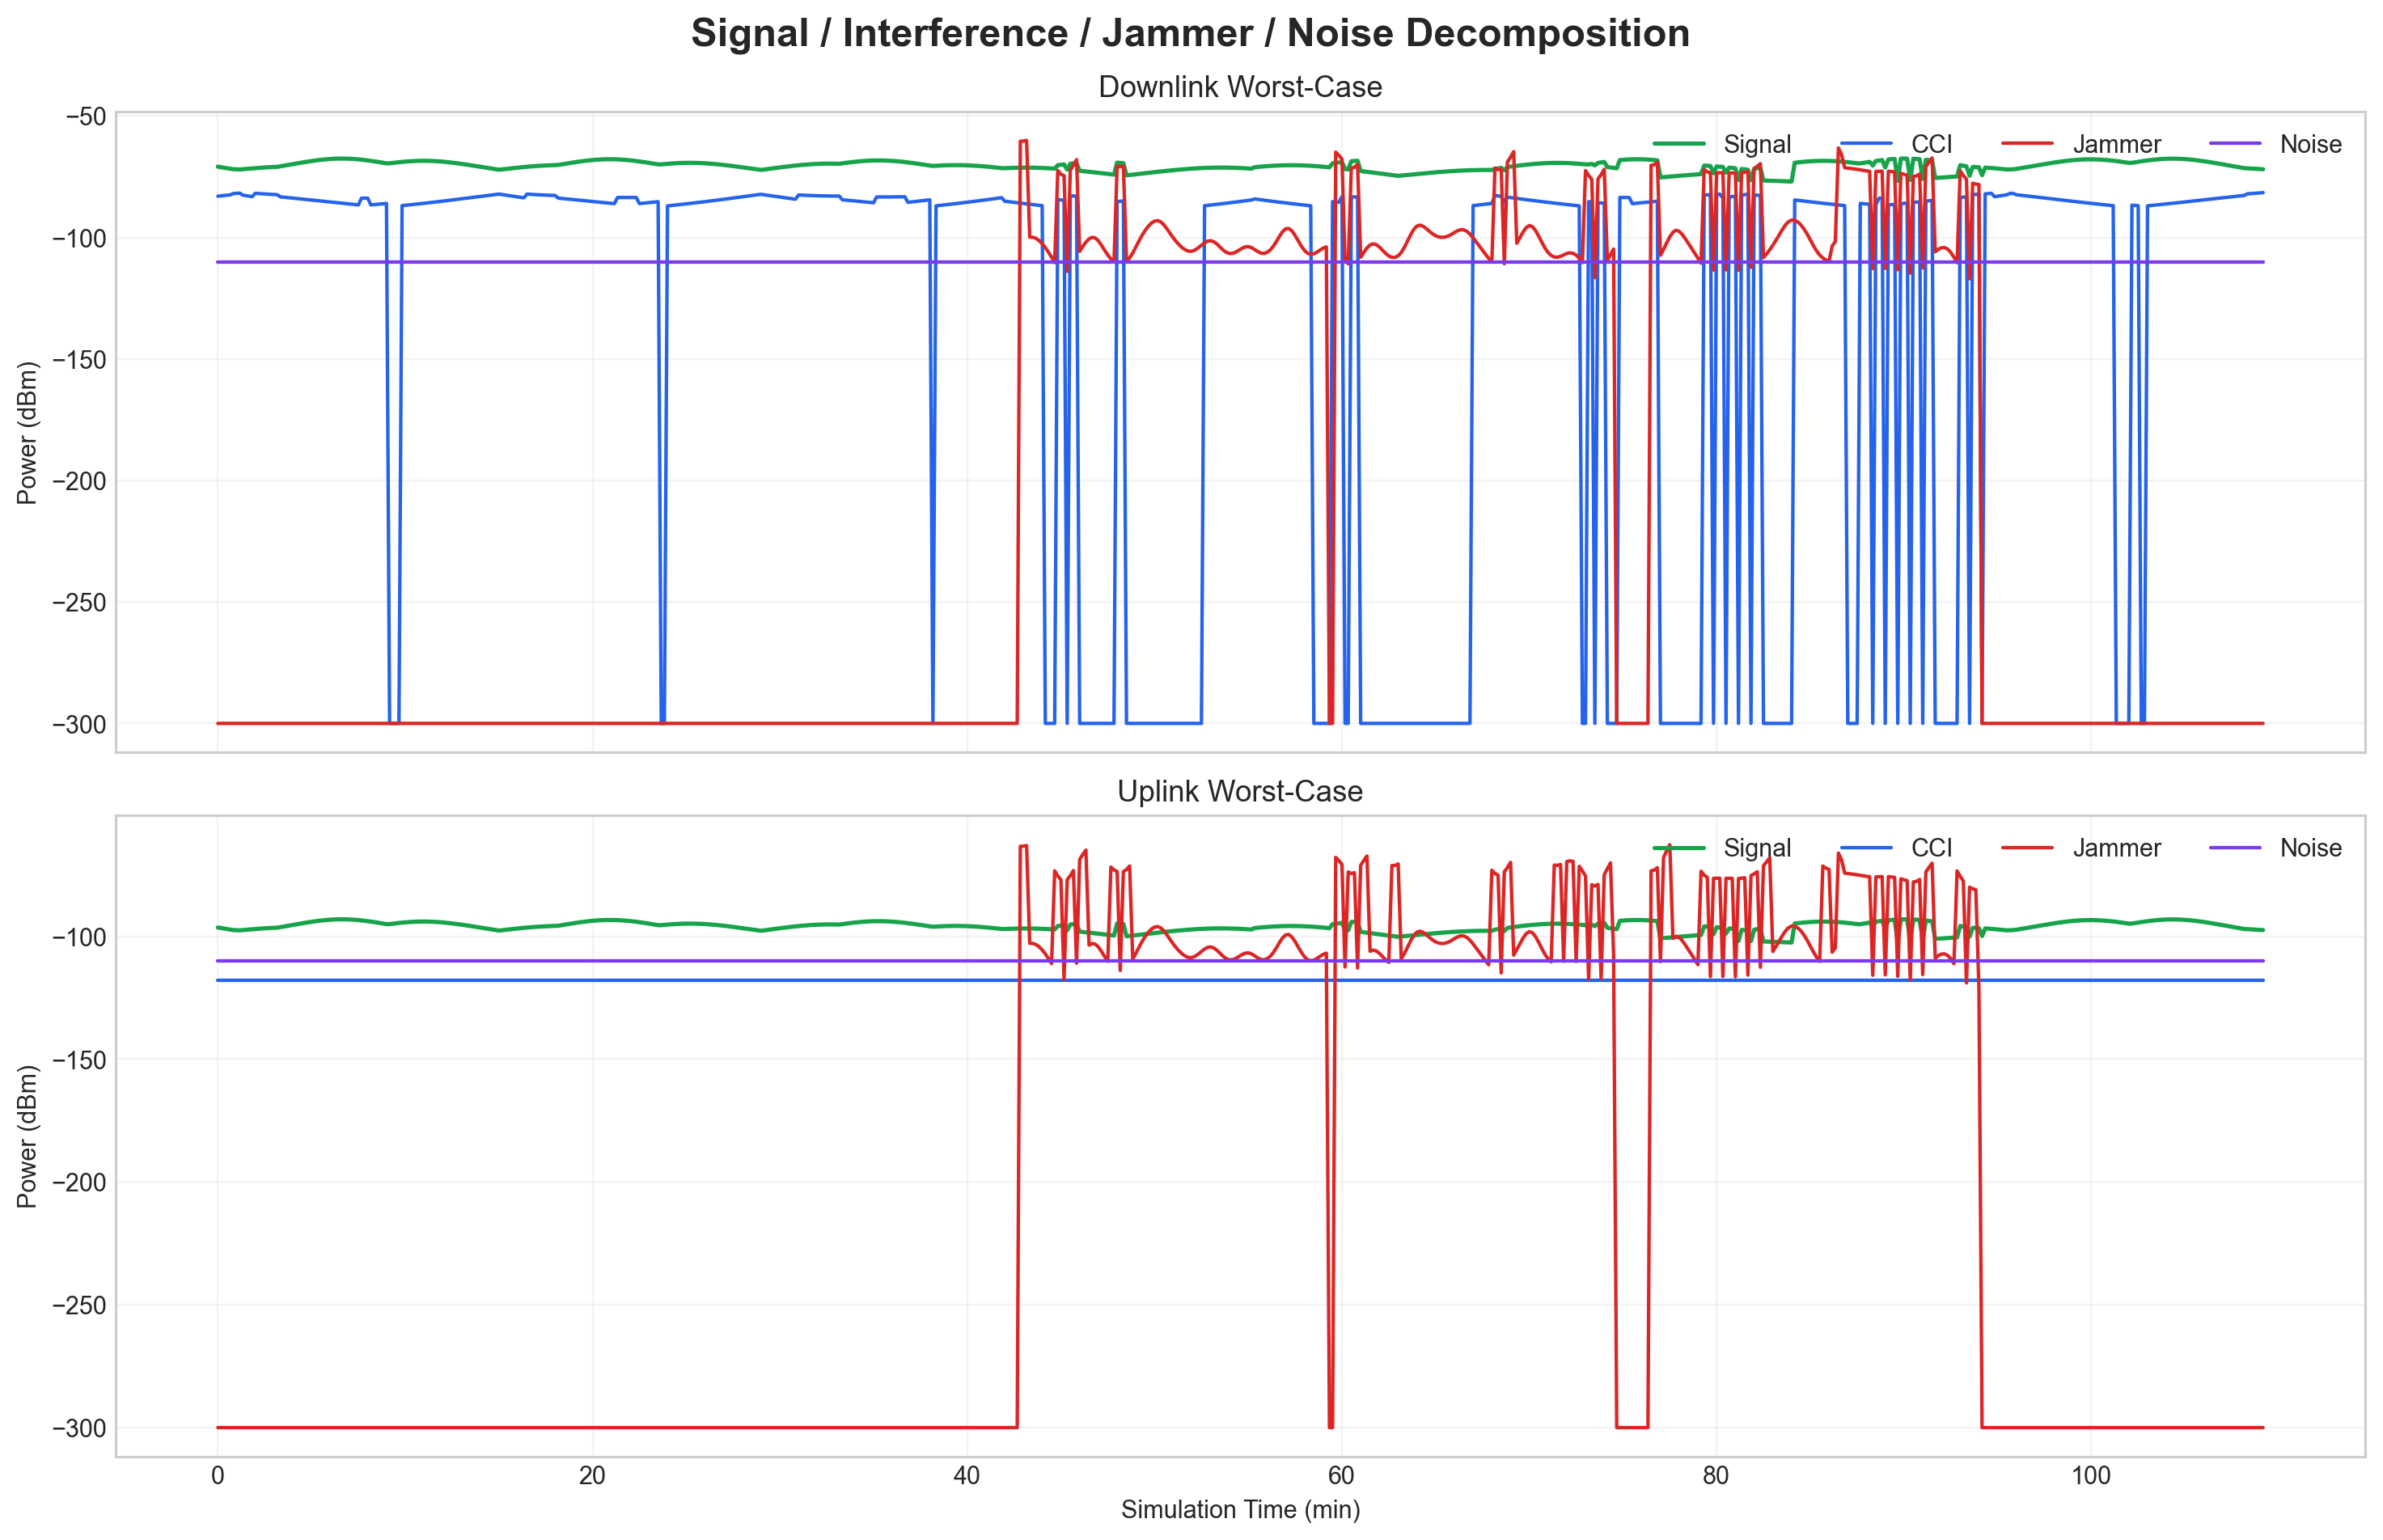 Signal / Interference / Jammer / Noise Decomposition
Downlink Worst-Case
Signal CCI Jammer Noise
−50
−100
−150
−200
−250
−300
Power (dBm)
Uplink Worst-Case
Signal CCI Jammer Noise
−100
−150
−200
−250
−300
Power (dBm)
0 20 40 60 80 100
Simulation Time (min)